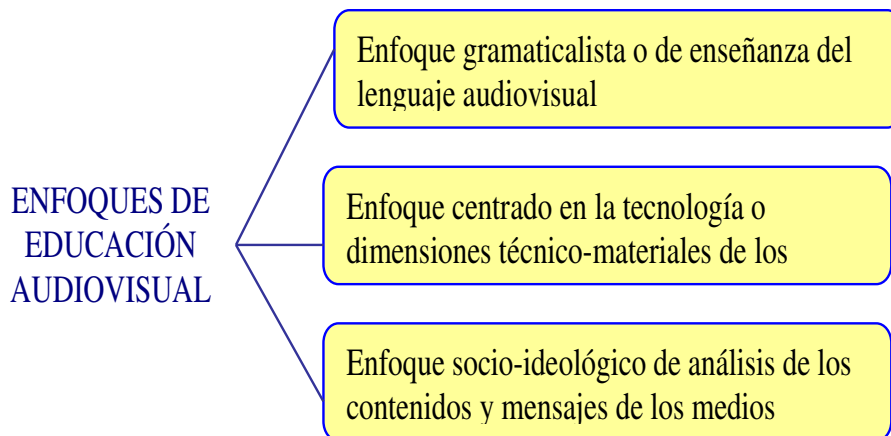 Enfoque gramaticalista o de enseñanza del
lenguaje audiovisual
ENFOQUES DE
EDUCACIÓN
AUDIOVISUAL
Enfoque centrado en la tecnología o
dimensiones técnico-materiales de los
Enfoque socio-ideológico de análisis de los
contenidos y mensajes de los medios